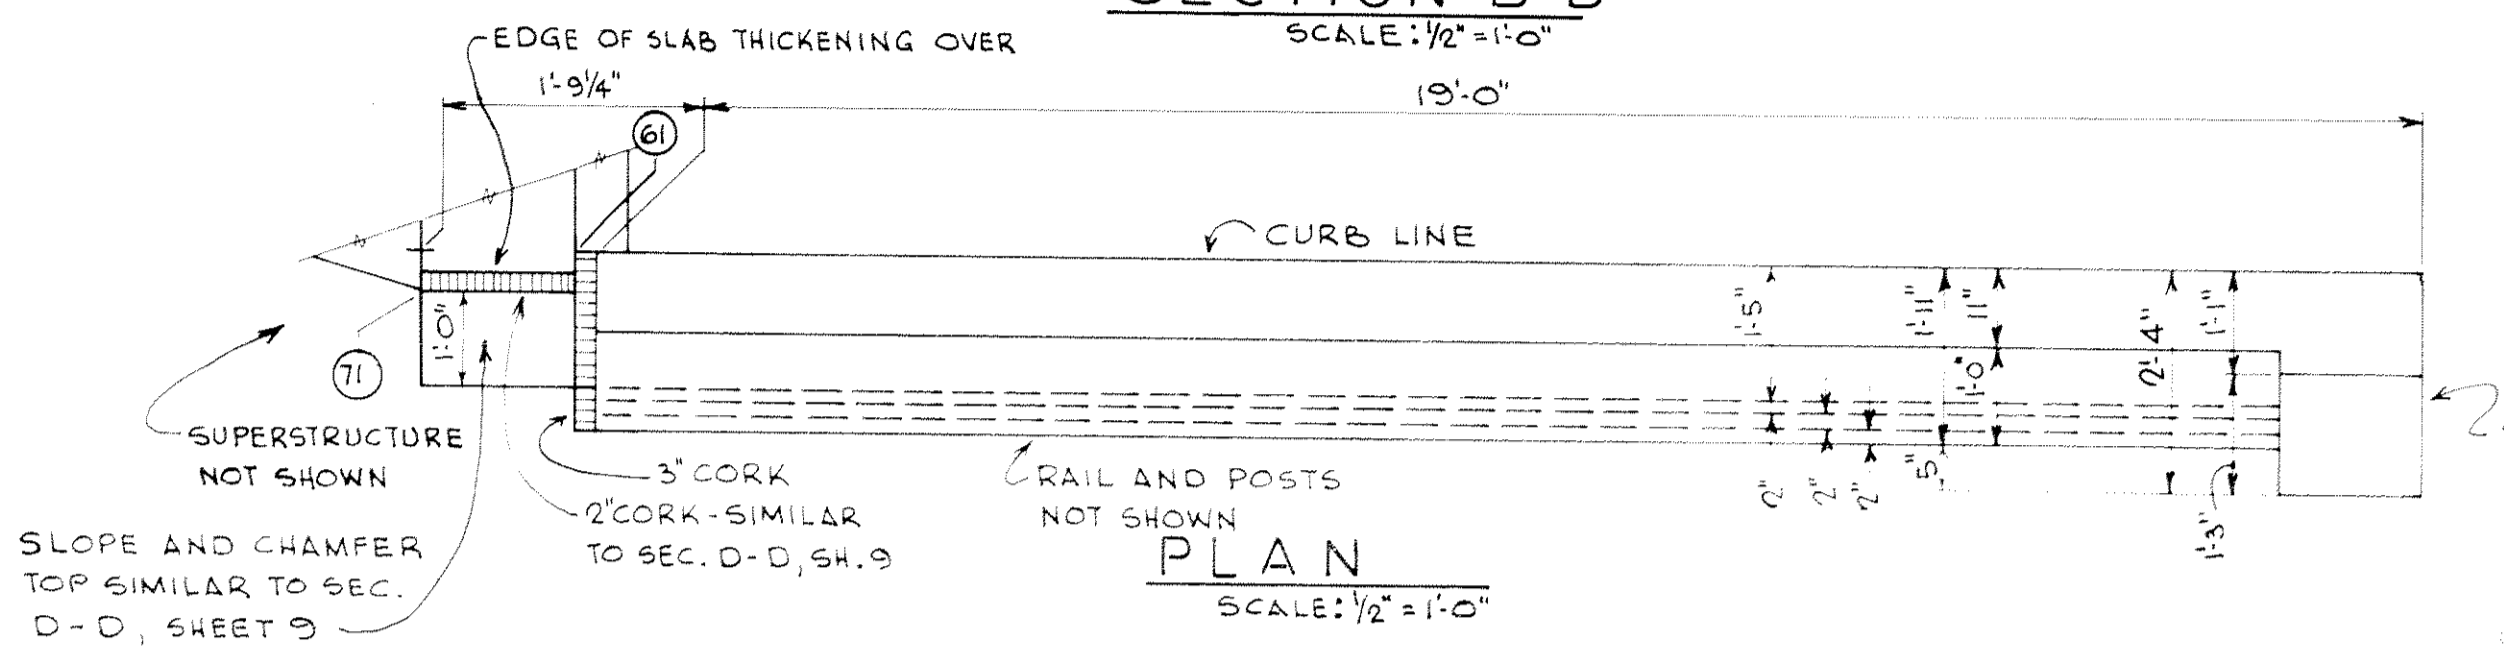 SECTION B-B
SCALE: 1/2" = 1'-0"
EDGE OF SLAB THICKENING OVER
1'-9 1/4"
19'-0"
61
CURB LINE
1'-5"
1'-11"
11"
2'-4"
1'-1"
1'-0"
71
1'-0"
SUPERSTRUCTURE
NOT SHOWN
3" CORK
2" CORK-SIMILAR
TO SEC. D-D, SH. 9
RAIL AND POSTS
NOT SHOWN
2"
2"
2"
5"
1'-3"
SLOPE AND CHAMFER
TOP SIMILAR TO SEC.
D-D, SHEET 9
PLAN
SCALE: 1/2" = 1'-0"